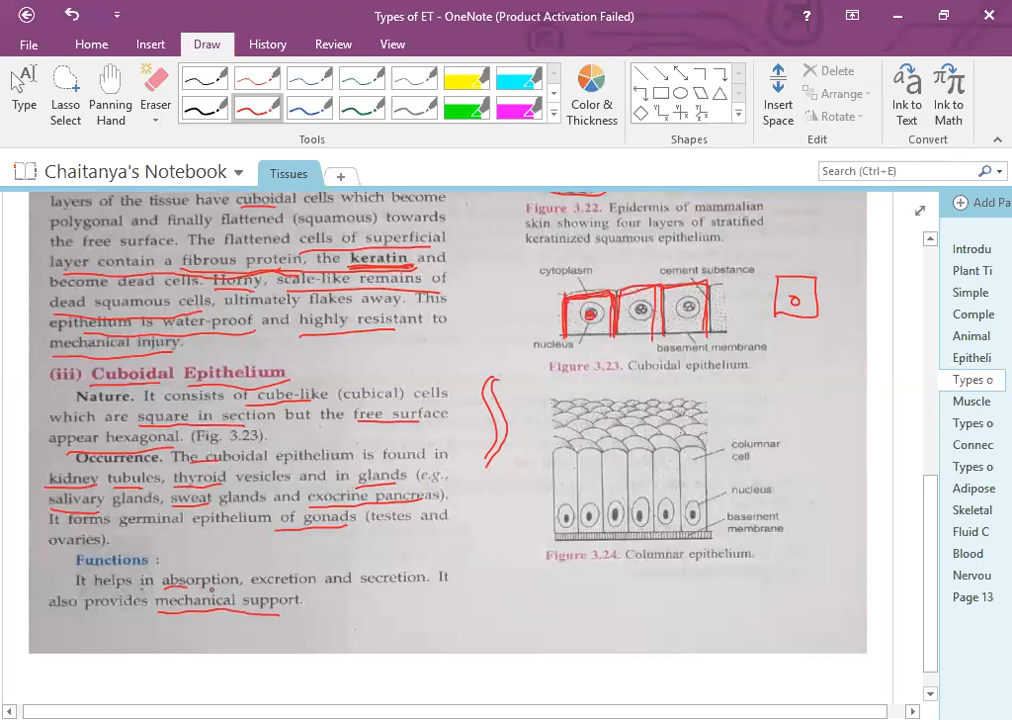 Types of ET - OneNote (Product Activation Failed)
?
File Home Insert Draw History Review View
Type
Lasso Select
Panning Hand
Eraser
Color & Thickness
Insert Space
Delete
Arrange
Rotate
Ink to Text
Ink to Math
Tools
Shapes
Edit
Convert
Chaitanya's Notebook
Tissues
+
Search (Ctrl+E)
Add Pa
layers of the tissue have cuboidal cells which become
polygonal and finally flattened (squamous) towards
the free surface. The flattened cells of superficial
layer contain a fibrous protein, the keratin and
become dead cells. Horny, scale-like remains of
dead squamous cells, ultimately flakes away. This
epithelium is water-proof and highly resistant to
mechanical injury.
(iii) Cuboidal Epithelium
Nature. It consists of cube-like (cubical) cells
which are square in section but the free surface
appear hexagonal. (Fig. 3.23).
Occurrence. The cuboidal epithelium is found in
kidney tubules, thyroid vesicles and in glands (e.g.,
salivary glands, sweat glands and exocrine pancreas).
It forms germinal epithelium of gonads (testes and
ovaries).
Functions :
It helps in absorption, excretion and secretion. It
also provides mechanical support.
Figure 3.22. Epidermis of mammalian
skin showing four layers of stratified
keratinized squamous epithelium.
cytoplasm
cement substance
nucleus
basement membrane
Figure 3.23. Cuboidal epithelium.
columnar
cell
nucleus
basement
membrane
Figure 3.24. Columnar epithelium.
Introdu
Plant Ti
Simple
Comple
Animal
Epitheli
Types o
Muscle
Types o
Connec
Types o
Adipose
Skeletal
Fluid C
Blood
Nervou
Page 13